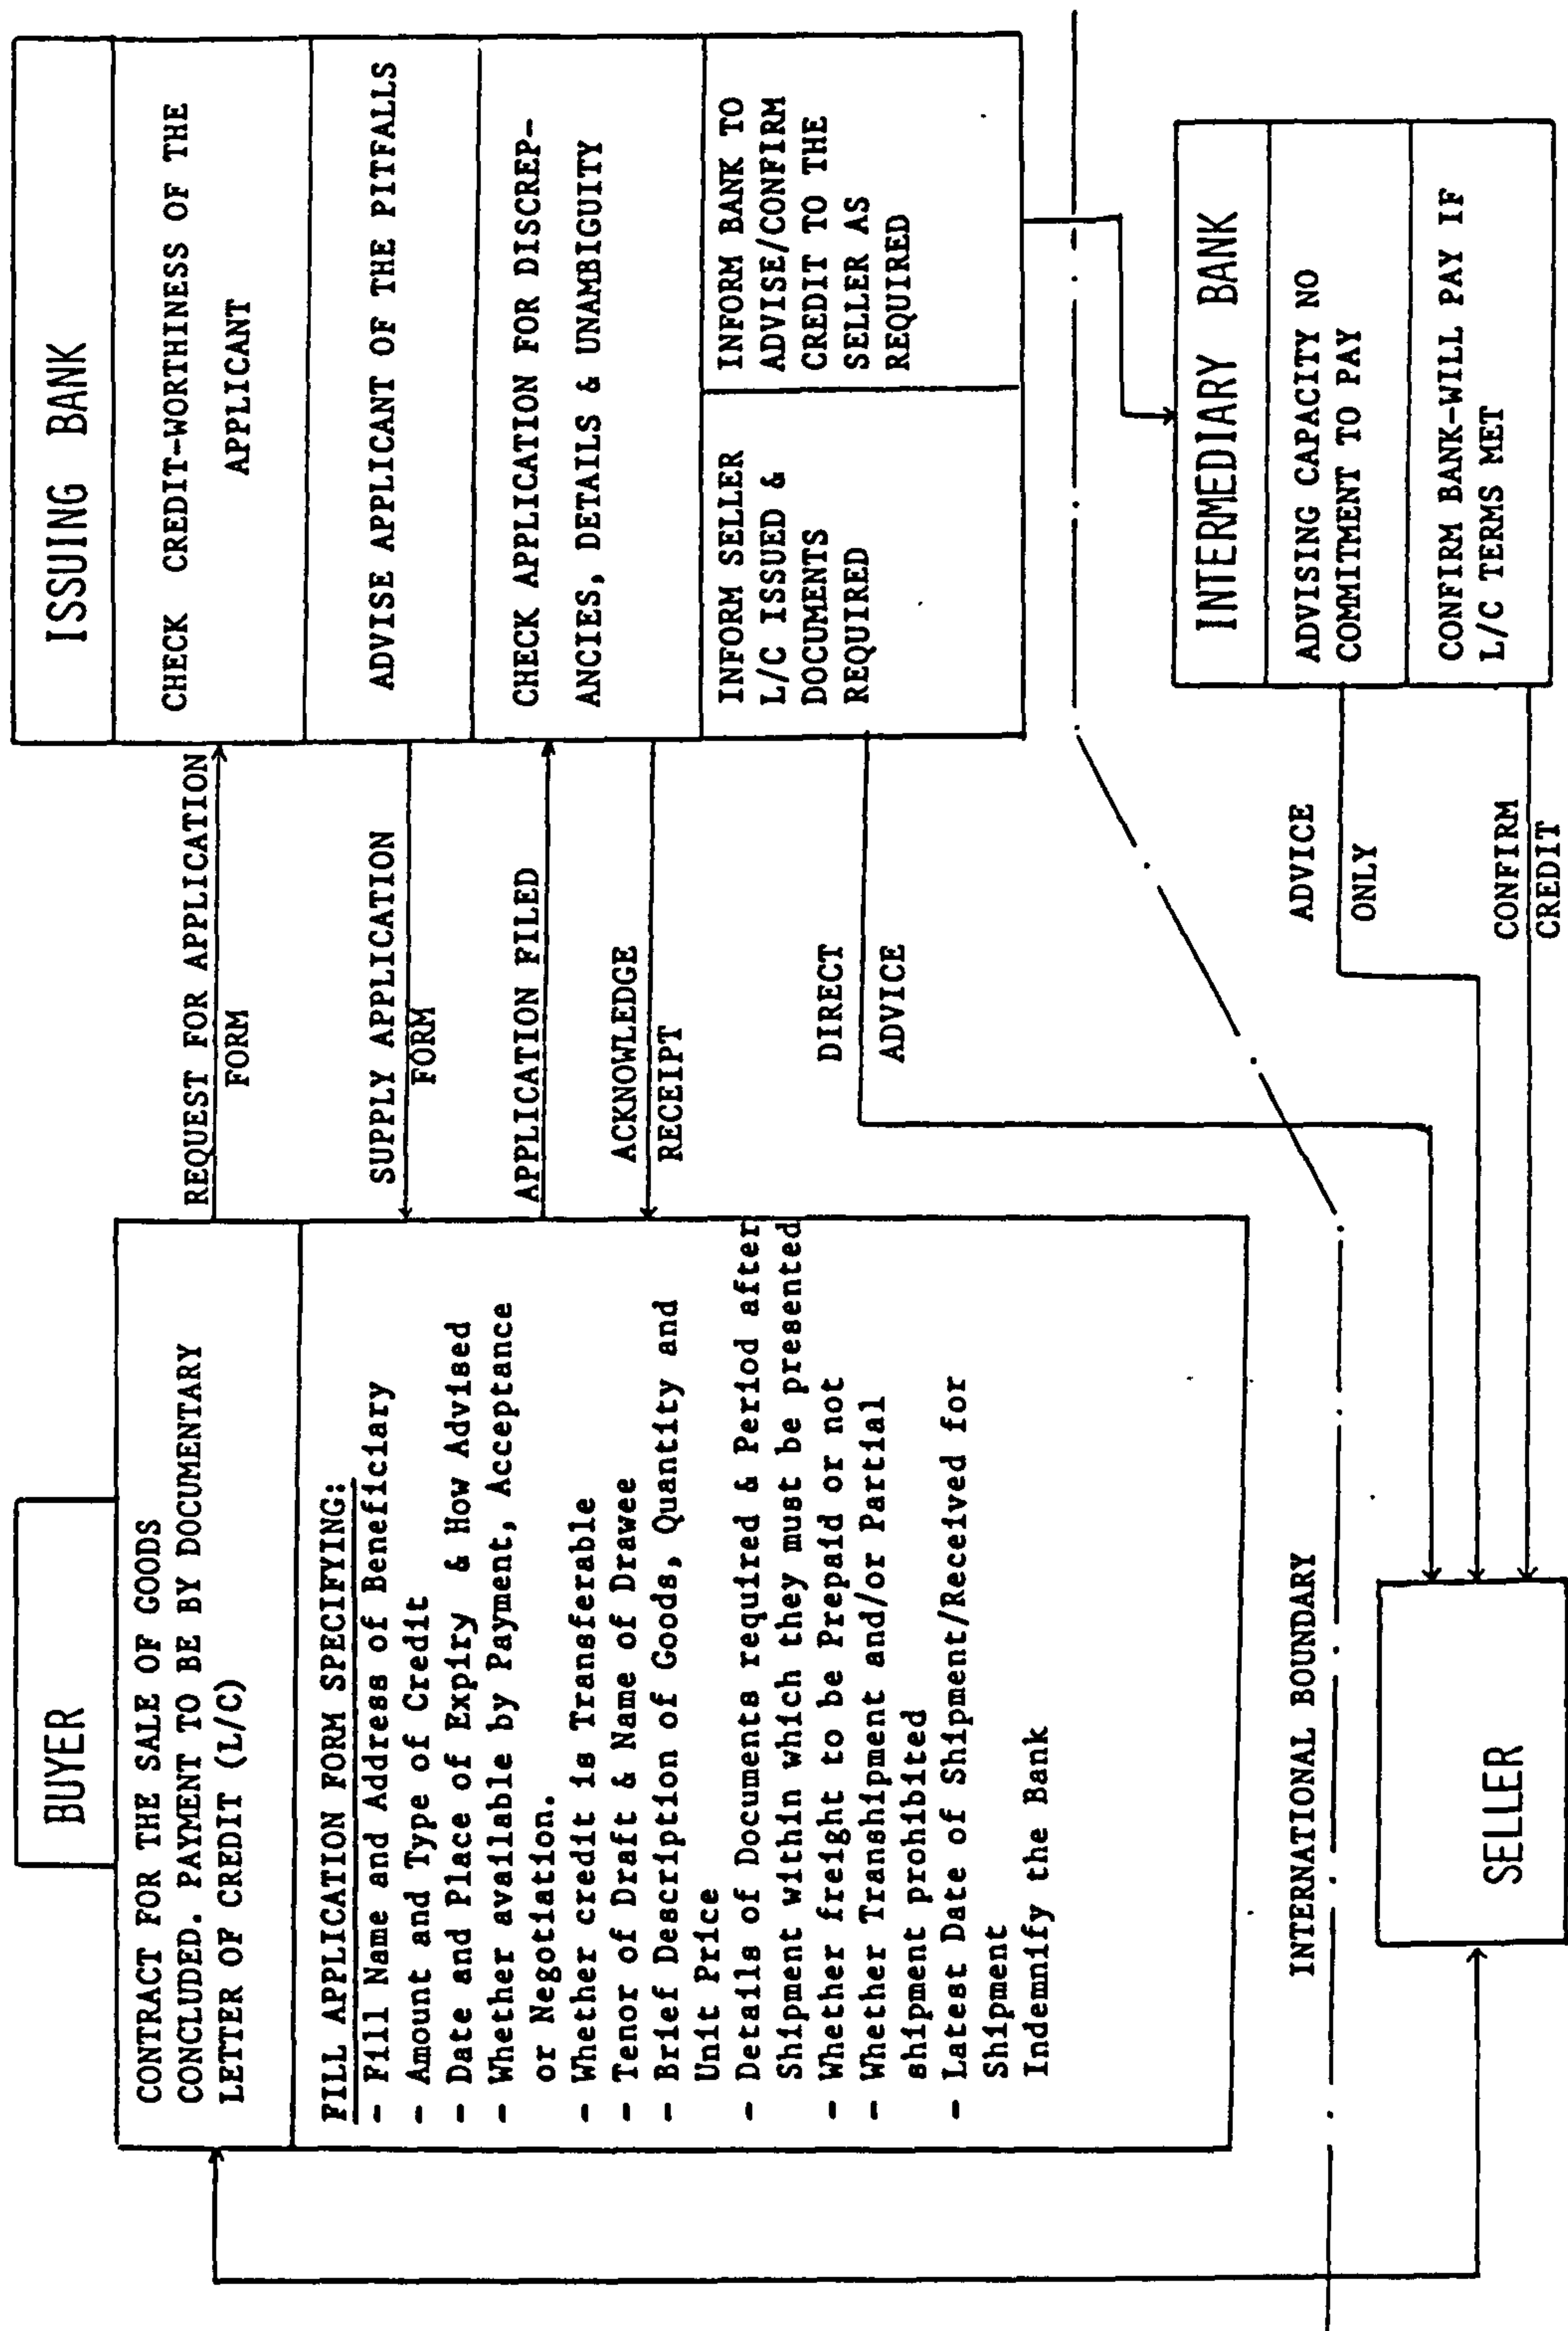 BUYER
CONTRACT FOR THE SALE OF GOODS
CONCLUDED. PAYMENT TO BE BY DOCUMENTARY
LETTER OF CREDIT (L/C)
FILL APPLICATION FORM SPECIFYING:
- Fill Name and Address of Beneficiary
- Amount and Type of Credit
- Date and Place of Expiry & How Advised
- Whether available by Payment, Acceptance
or Negotiation.
- Whether credit is Transferable
- Tenor of Draft & Name of Drawee
- Brief Description of Goods, Quantity and
Unit Price
- Details of Documents required & Period after
Shipment within which they must be presented
- Whether freight to be Prepaid or not
- Whether Transhipment and/or Partial
shipment prohibited
- Latest Date of Shipment/Received for
Shipment
Indemnify the Bank
REQUEST FOR APPLICATION
FORM
SUPPLY APPLICATION
FORM
APPLICATION FILED
ACKNOWLEDGE
RECEIPT
DIRECT
ADVICE
ISSUING BANK
CHECK CREDIT-WORTHINESS OF THE
APPLICANT
ADVISE APPLICANT OF THE PITFALLS
CHECK APPLICATION FOR DISCREP-
ANCIES, DETAILS & UNAMBIGUITY
INFORM SELLER
L/C ISSUED &
DOCUMENTS
REQUIRED
INFORM BANK TO
ADVISE/CONFIRM
CREDIT TO THE
SELLER AS
REQUIRED
INTERNATIONAL BOUNDARY
SELLER
ADVICE
ONLY
CONFIRM
CREDIT
INTERMEDIARY BANK
ADVISING CAPACITY NO
COMMITMENT TO PAY
CONFIRM BANK-WILL PAY IF
L/C TERMS MET